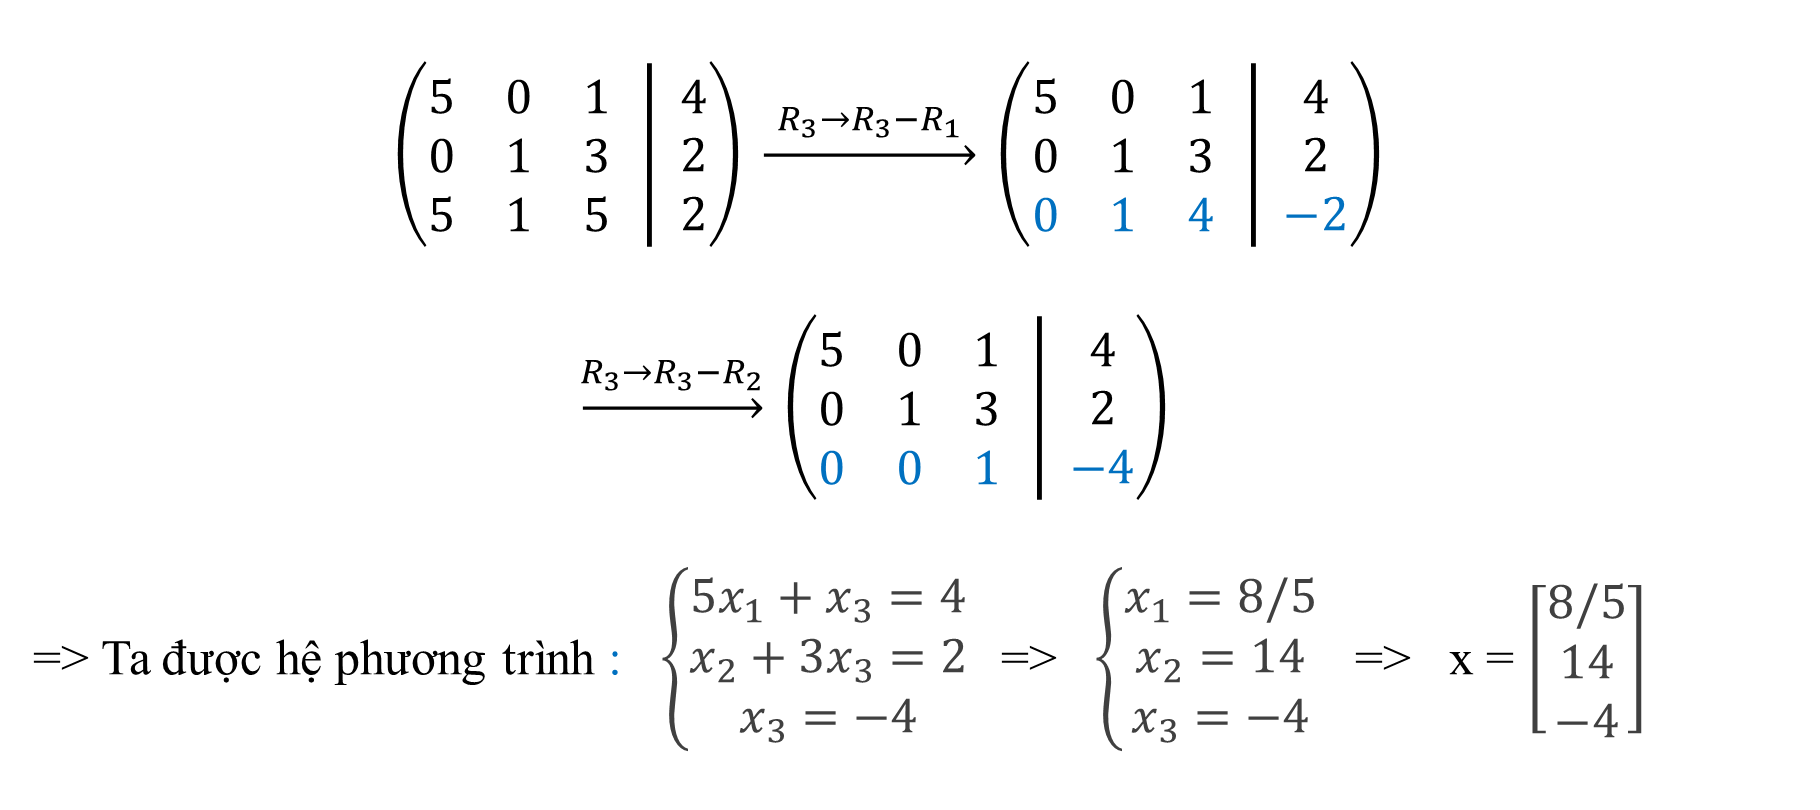 5 0 1 | 4 R₃→R₃−R₁ 5 0 1 | 4
0 1 3 | 2 0 1 3 | 2
5 1 5 | 2 0 1 4 | −2
R₃→R₃−R₂ 5 0 1 | 4
0 1 3 | 2
0 0 1 | −4
=> Ta được hệ phương trình : { 5x₁ + x₃ = 4
x₂ + 3x₃ = 2
x₃ = −4
=> { x₁ = 8/5
x₂ = 14
x₃ = −4
=> x = [8/5
14
−4]